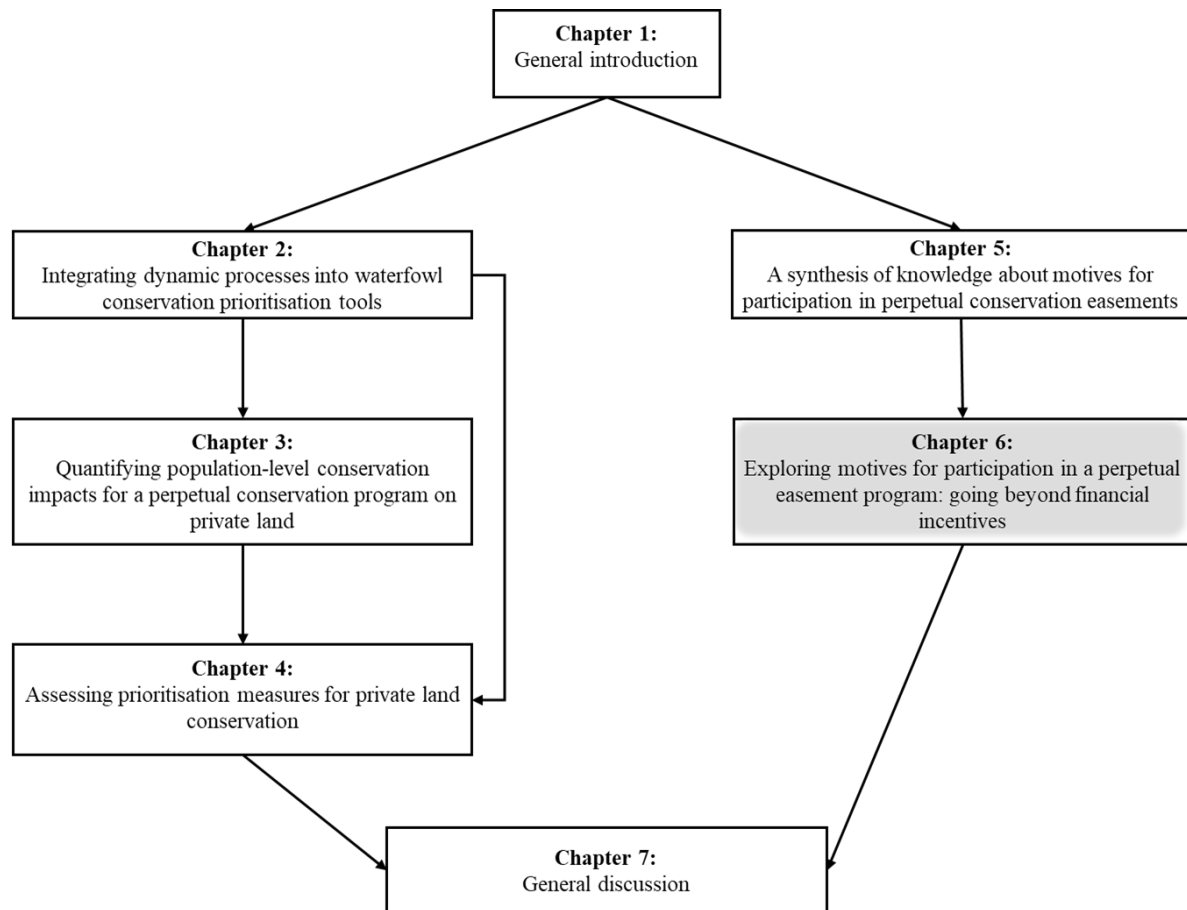 Chapter 1:
General introduction
Chapter 2:
Integrating dynamic processes into waterfowl
conservation prioritisation tools
Chapter 5:
A synthesis of knowledge about motives for
participation in perpetual conservation easements
Chapter 3:
Quantifying population-level conservation
impacts for a perpetual conservation program on
private land
Chapter 6:
Exploring motives for participation in a perpetual
easement program: going beyond financial
incentives
Chapter 4:
Assessing prioritisation measures for private land
conservation
Chapter 7:
General discussion